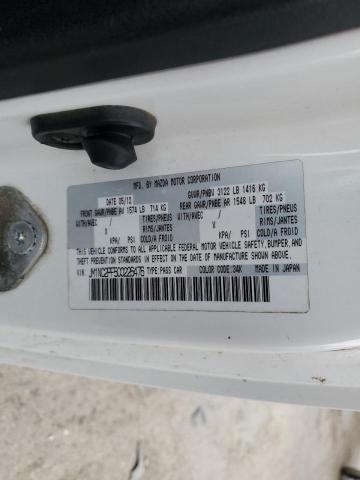 MFG. BY MAZDA MOTOR CORPORATION
DATE 05/12 GVWR/PNBV 3122 LB 1416 KG
FRONT GAWR/PNBE AV 1574 LB 714 KG REAR GAWR/PNBE AR 1548 LB 702 KG
WITH/AVEC TIRES/PNEUS WITH/AVEC TIRES/PNEUS
X RIMS/JANTES X RIMS/JANTES
KPA/ PSI COLD/A FROID KPA/ PSI COLD/A FROID
THIS VEHICLE CONFORMS TO ALL APPLICABLE FEDERAL MOTOR VEHICLE SAFETY,BUMPER,AND
THEFT PREVENTION STANDARDS IN EFFECT ON THE DATE OF MANUFACTURE SHOWN ABOVE.
VIN: JM1NC2PF5C0226476 TYPE:PASS CAR COLOR CODE:34K MADE IN JAPAN